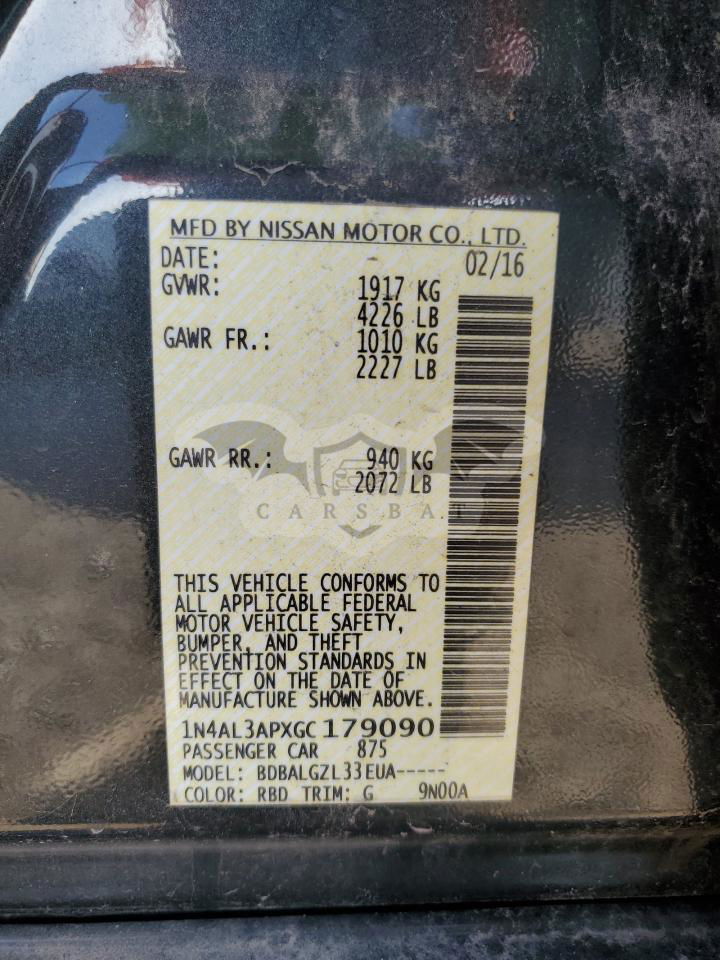 MFD BY NISSAN MOTOR CO., LTD.
DATE: 02/16
GVWR: 1917 KG
4226 LB
GAWR FR.: 1010 KG
2227 LB
GAWR RR.: 940 KG
2072 LB
CARSBAT
THIS VEHICLE CONFORMS TO
ALL APPLICABLE FEDERAL
MOTOR VEHICLE SAFETY,
BUMPER, AND THEFT
PREVENTION STANDARDS IN
EFFECT ON THE DATE OF
MANUFACTURE SHOWN ABOVE.
1N4AL3APXGC179090
PASSENGER CAR 875
MODEL: BDBALGZL33EUA-----
COLOR: RBD TRIM: G 9N00A